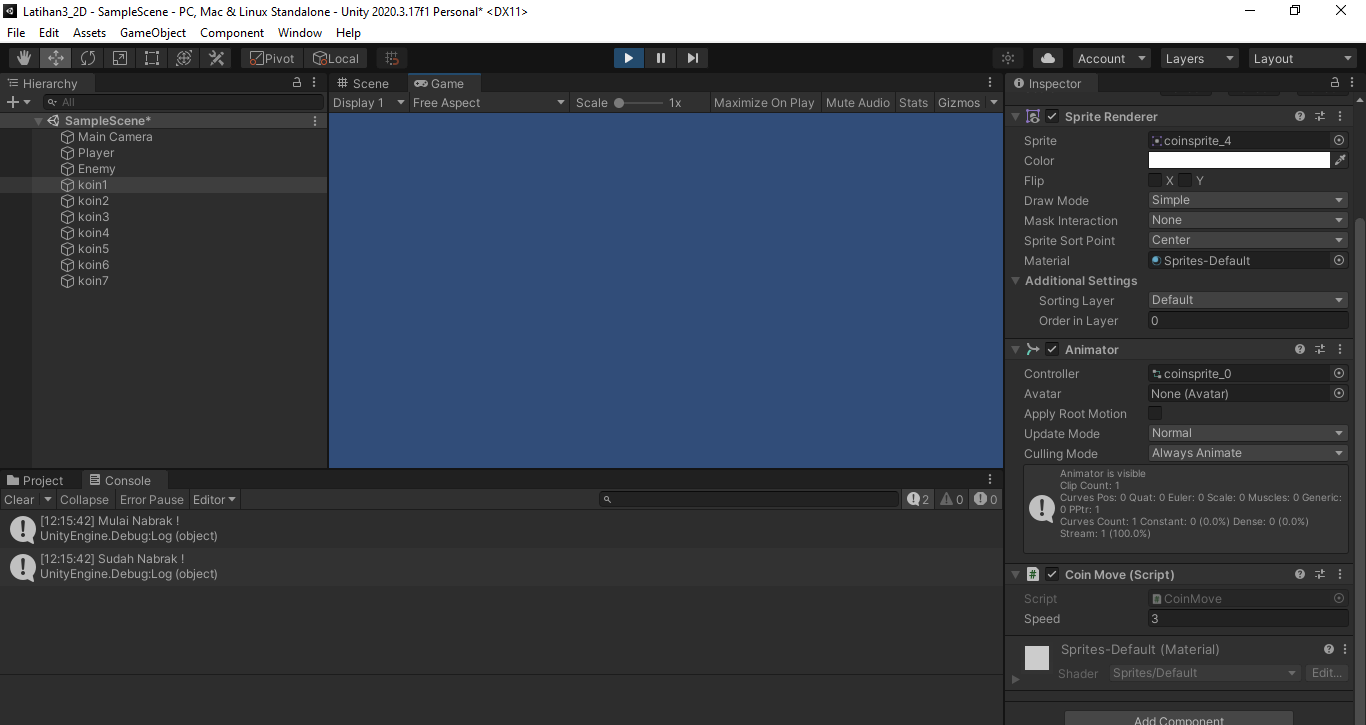 Latihan3_2D - SampleScene - PC, Mac & Linux Standalone - Unity 2020.3.17f1 Personal* <DX11>
File Edit Assets GameObject Component Window Help
Pivot Local Account Layers Layout
Hierarchy
All
SampleScene*
Main Camera
Player
Enemy
koin1
koin2
koin3
koin4
koin5
koin6
koin7
Scene Game
Display 1 Free Aspect Scale 1x Maximize On Play Mute Audio Stats Gizmos
Project Console
Clear Collapse Error Pause Editor 2 0 0
[12:15:42] Mulai Nabrak !
UnityEngine.Debug:Log (object)
[12:15:42] Sudah Nabrak !
UnityEngine.Debug:Log (object)
Inspector
Sprite Renderer
Sprite coinsprite_4
Color
Flip X Y
Draw Mode Simple
Mask Interaction None
Sprite Sort Point Center
Material Sprites-Default
Additional Settings
Sorting Layer Default
Order in Layer 0
Animator
Controller coinsprite_0
Avatar None (Avatar)
Apply Root Motion
Update Mode Normal
Culling Mode Always Animate
Animator is visible
Clip Count: 1
Curves Pos: 0 Quat: 0 Euler: 0 Scale: 0 Muscles: 0 Generic:
0 PPtr: 1
Curves Count: 1 Constant: 0 (0.0%) Dense: 0 (0.0%)
Stream: 1 (100.0%)
Coin Move (Script)
Script CoinMove
Speed 3
Sprites-Default (Material)
Shader Sprites/Default Edit...
Add Component